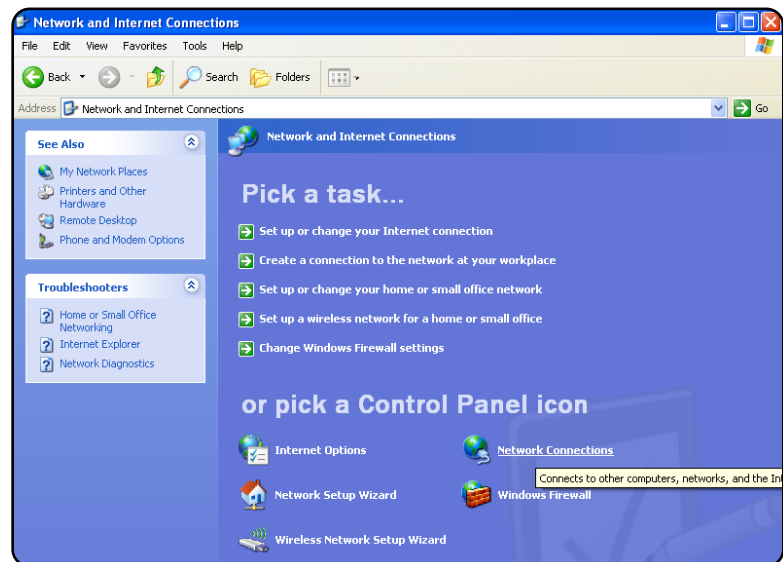 Network and Internet Connections
File Edit View Favorites Tools Help
Back Search Folders
Address Network and Internet Connections Go
See Also
My Network Places
Printers and Other
Hardware
Remote Desktop
Phone and Modem Options
Troubleshooters
Home or Small Office
Networking
Internet Explorer
Network Diagnostics
Network and Internet Connections
Pick a task...
Set up or change your Internet connection
Create a connection to the network at your workplace
Set up or change your home or small office network
Set up a wireless network for a home or small office
Change Windows Firewall settings
or pick a Control Panel icon
Internet Options
Network Connections
Connects to other computers, networks, and the In
Network Setup Wizard
Windows Firewall
Wireless Network Setup Wizard